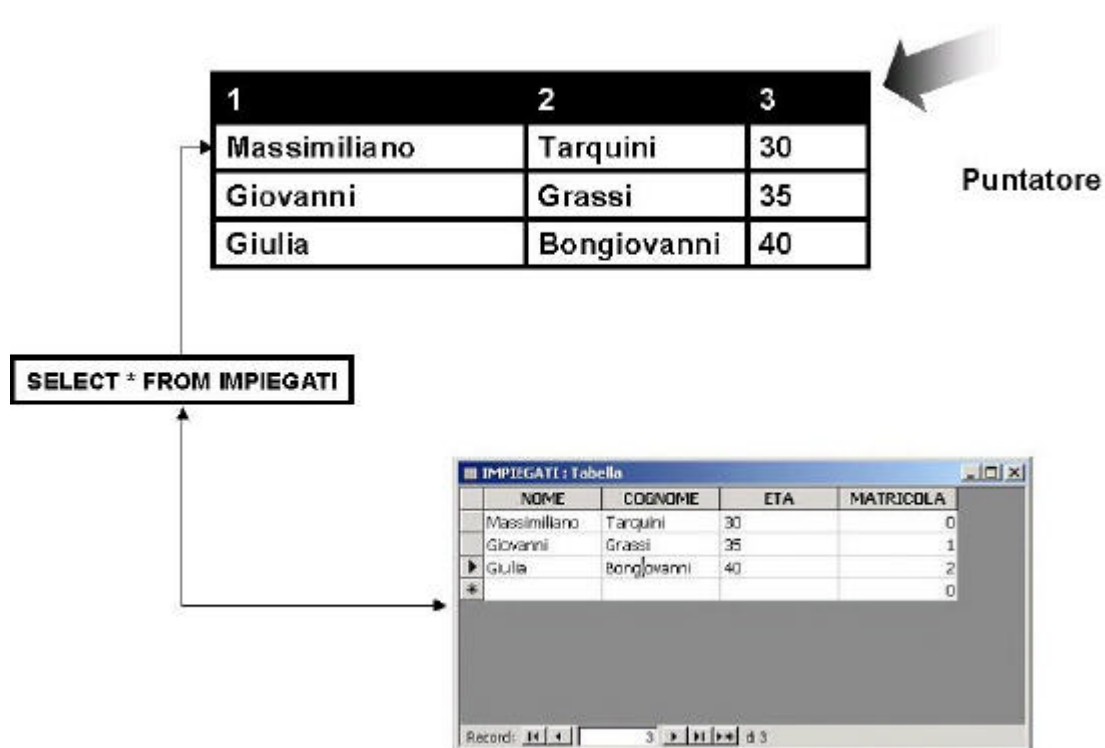 1 2 3
Massimiliano Tarquini 30
Giovanni Grassi 35
Giulia Bongiovanni 40
Puntatore
SELECT * FROM IMPIEGATI
IMPIEGATI : Tabella
NOME COGNOME ETA MATRICOLA
Massimiliano Tarquini 30 0
Giovanni Grassi 35 1
Giulia Bongiovanni 40 2
0
Record: 3 di 3